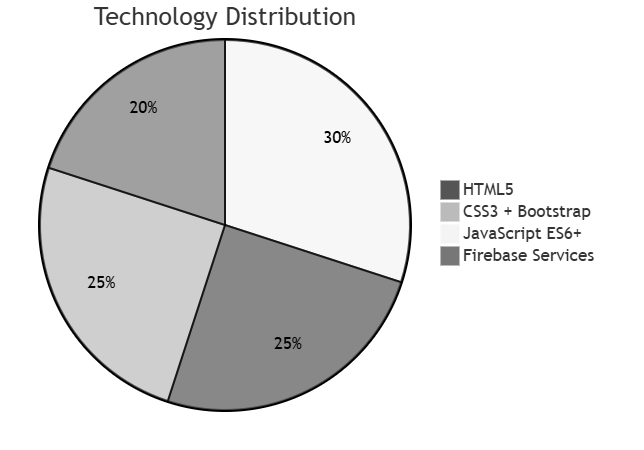 Technology Distribution
20%
30%
25%
25%
HTML5
CSS3 + Bootstrap
JavaScript ES6+
Firebase Services